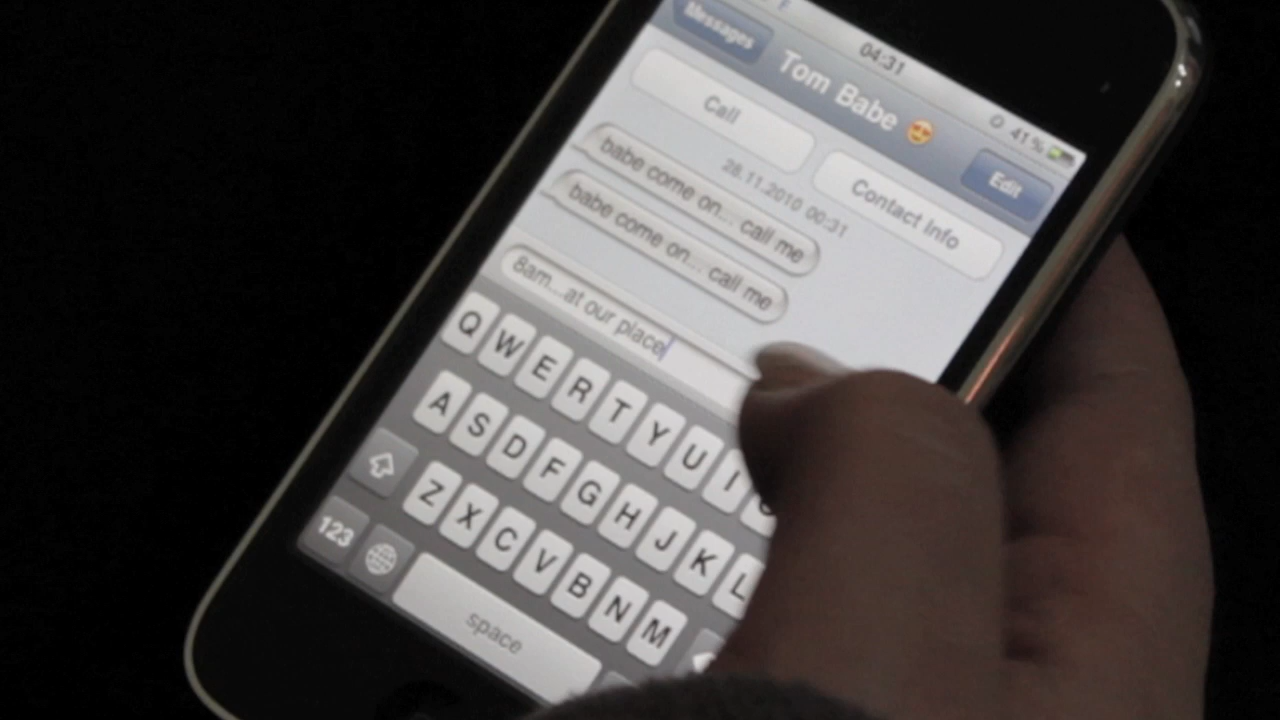 04:31
41%
Messages
Tom Babe 😍
Edit
Call
Contact Info
28.11.2010 00:31
babe come on... call me
babe come on... call me
8am...at our place
Q W E R T Y U I
A S D F G H J K L
Z X C V B N M
123
space